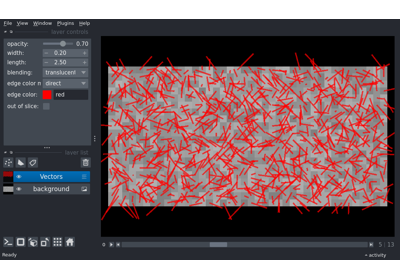 File View Window Plugins Help
layer controls
opacity: 0.70
width: 0.20
length: 2.50
blending: translucent
edge color m direct
edge color: red
out of slice:
layer list
Vectors
background
5 13
Ready
activity